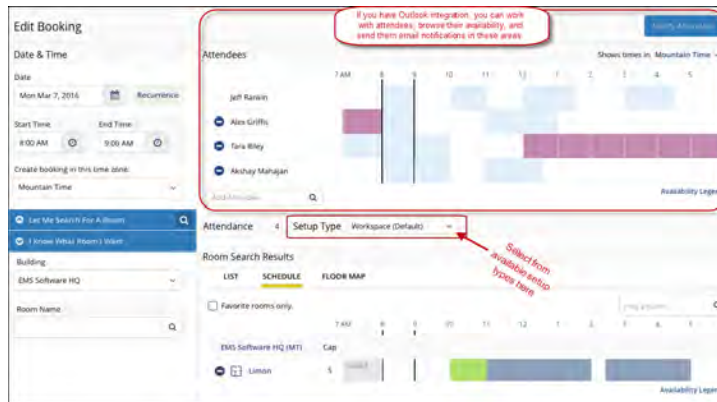 Edit Booking
If you have Outlook integration, you can work
with attendees, browse their availability, and
send them email notifications in these areas
Date & Time
Attendees
Shows times in Mountain Time
Date
7 AM 8 9 10 11 12 1 2 3 4 5
Mon Mar 7, 2016
Recurrence
Jeff Rankin
Start Time
End Time
Alex Griffis
8:00 AM
9:00 AM
Tara Riley
Create booking in this time zone:
Akshay Mahajan
Mountain Time
Add Attendee
Availability Legend
Let Me Search For A Room
Attendance 4 Setup Type Workspace (Default)
I Know What Room I Want
Select from
available setup
types here
Building
Room Search Results
EMS Software HQ
LIST SCHEDULE FLOOR MAP
Room Name
Favorite rooms only.
7 AM 8 9 10 11 12 1 2 3 4 5
EMS Software HQ (MT) Cap
Limon 5
Availability Legend